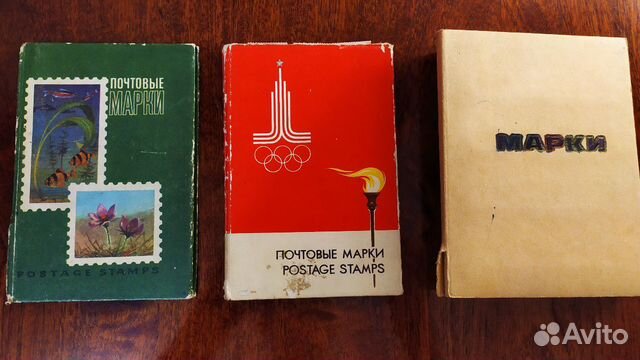 ПОЧТОВЫЕ
МАРКИ
POSTAGE STAMPS
ПОЧТОВЫЕ МАРКИ
POSTAGE STAMPS
МАРКИ
Avito